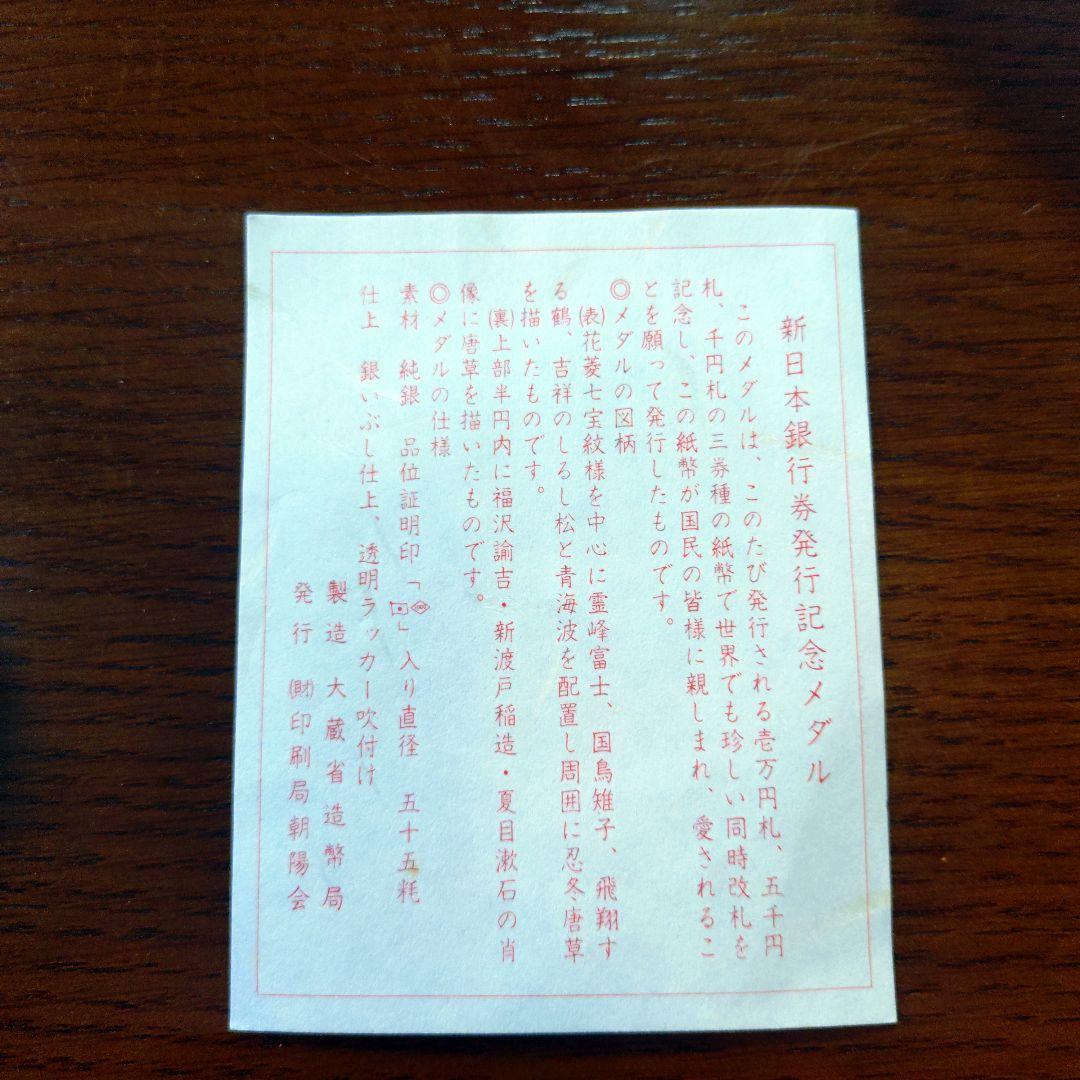 新日本銀行券発行記念メダル
このメダルは、このたび発行される壱万円札、五千円
札、千円札の三券種の紙幣で世界でも珍しい同時改札を
記念し、この紙幣が国民の皆様に親しまれ、愛されるこ
とを願って発行したものです。
◎メダルの図柄
㈹花菱七宝紋様を中心に霊峰富士、国鳥雉子、飛翔す
る鶴、吉祥のしるし松と青海波を配置し周囲に忍冬唐草
を描いたものです。
(裏)上部半円内に福沢諭吉・新渡戸稲造・夏目漱石の肖
像に唐草を描いたものです。
◎メダルの仕様
素材 純銀 品位証明印「」入り直径 五十五粍
仕上 銀いぶし仕上、透明ラッカー吹付け
製造 大蔵省造幣局
発行 ㈶印刷局朝陽会